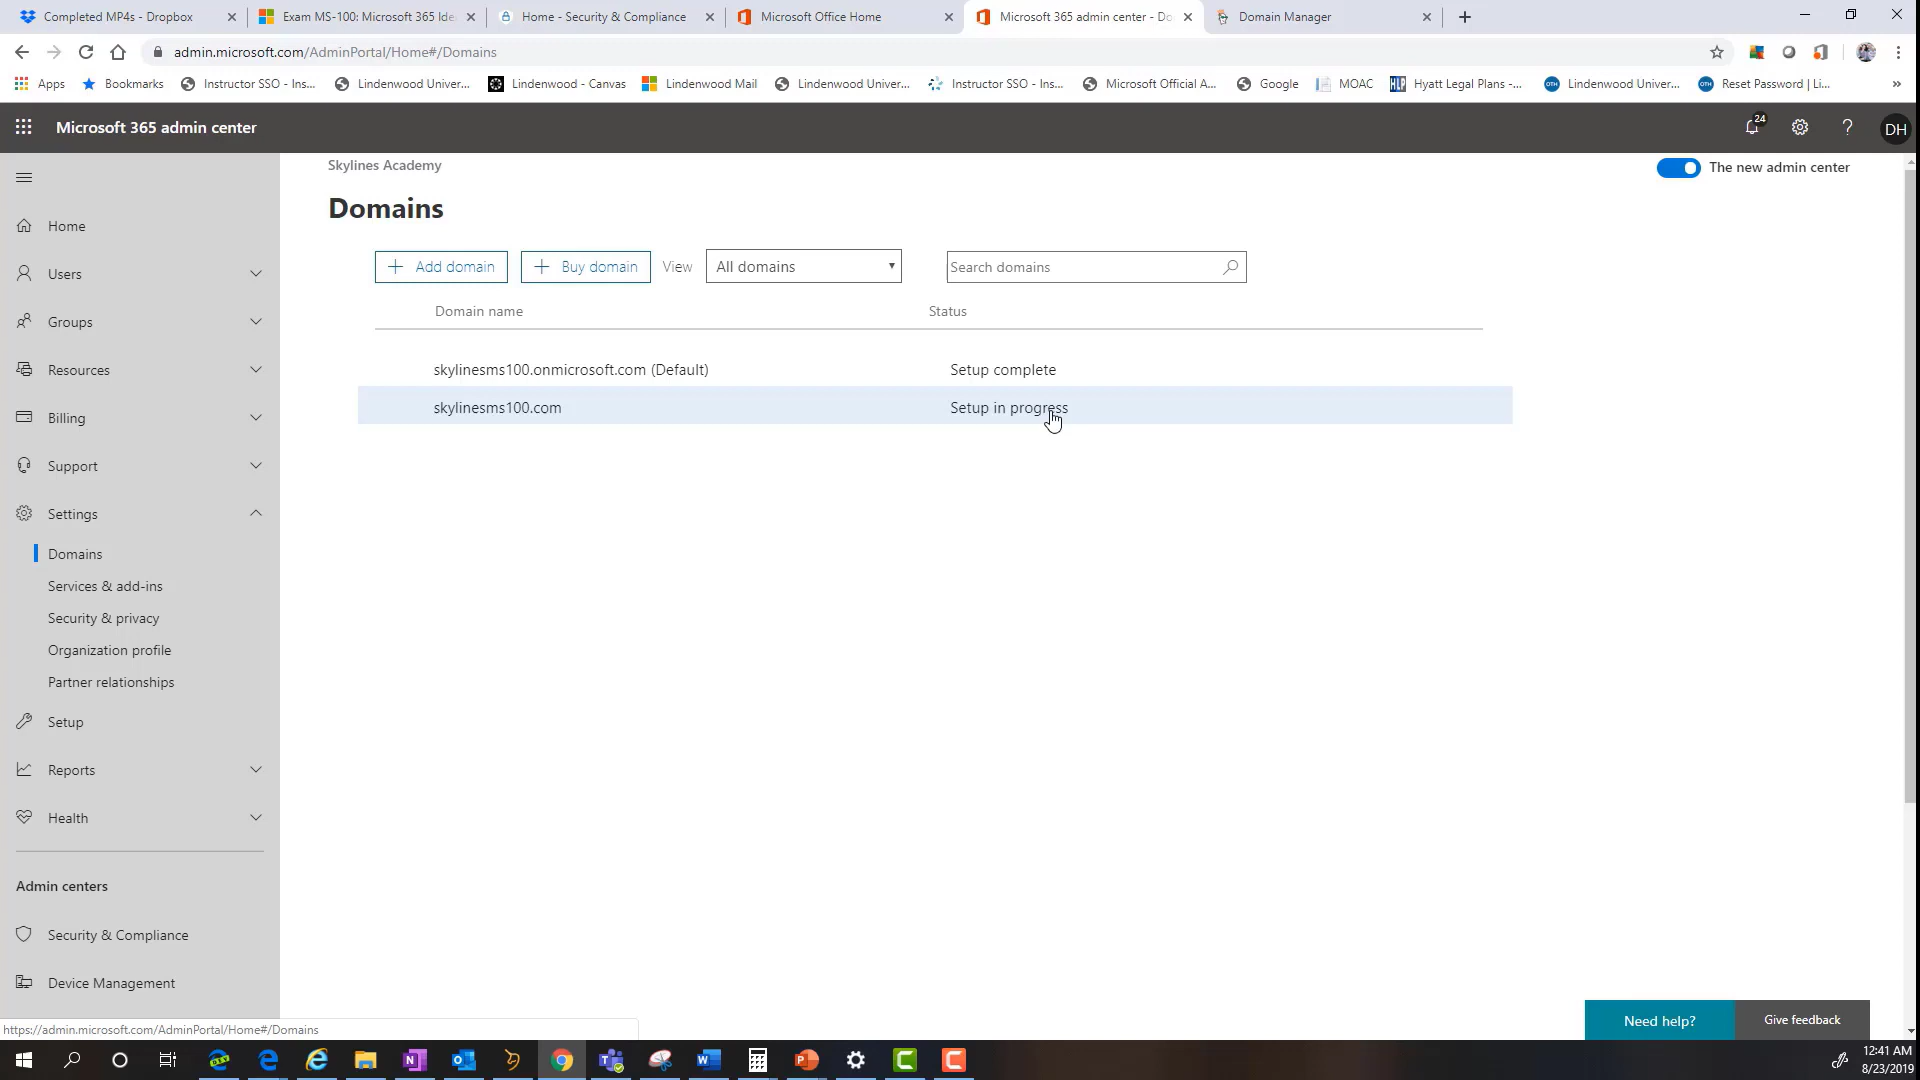 Completed MP4s - Dropbox
Exam MS-100: Microsoft 365 Ide
Home - Security & Compliance
Microsoft Office Home
Microsoft 365 admin center - Do
Domain Manager
admin.microsoft.com/AdminPortal/Home#/Domains
Apps
Bookmarks
Instructor SSO - Ins...
Lindenwood Univer...
Lindenwood - Canvas
Lindenwood Mail
Lindenwood Univer...
Instructor SSO - Ins...
Microsoft Official A...
Google
MOAC
HLP
Hyatt Legal Plans -...
OTH
Lindenwood Univer...
OTH
Reset Password | Li...
»
Microsoft 365 admin center
24
?
DH
Skylines Academy
The new admin center
Domains
Add domain
Buy domain
View
All domains
Search domains
Domain name
Status
skylinesms100.onmicrosoft.com (Default)
Setup complete
skylinesms100.com
Setup in progress
Home
Users
Groups
Resources
Billing
Support
Settings
Domains
Services & add-ins
Security & privacy
Organization profile
Partner relationships
Setup
Reports
Health
Admin centers
Security & Compliance
Device Management
https://admin.microsoft.com/AdminPortal/Home#/Domains
Need help?
Give feedback
12:41 AM
8/23/2019